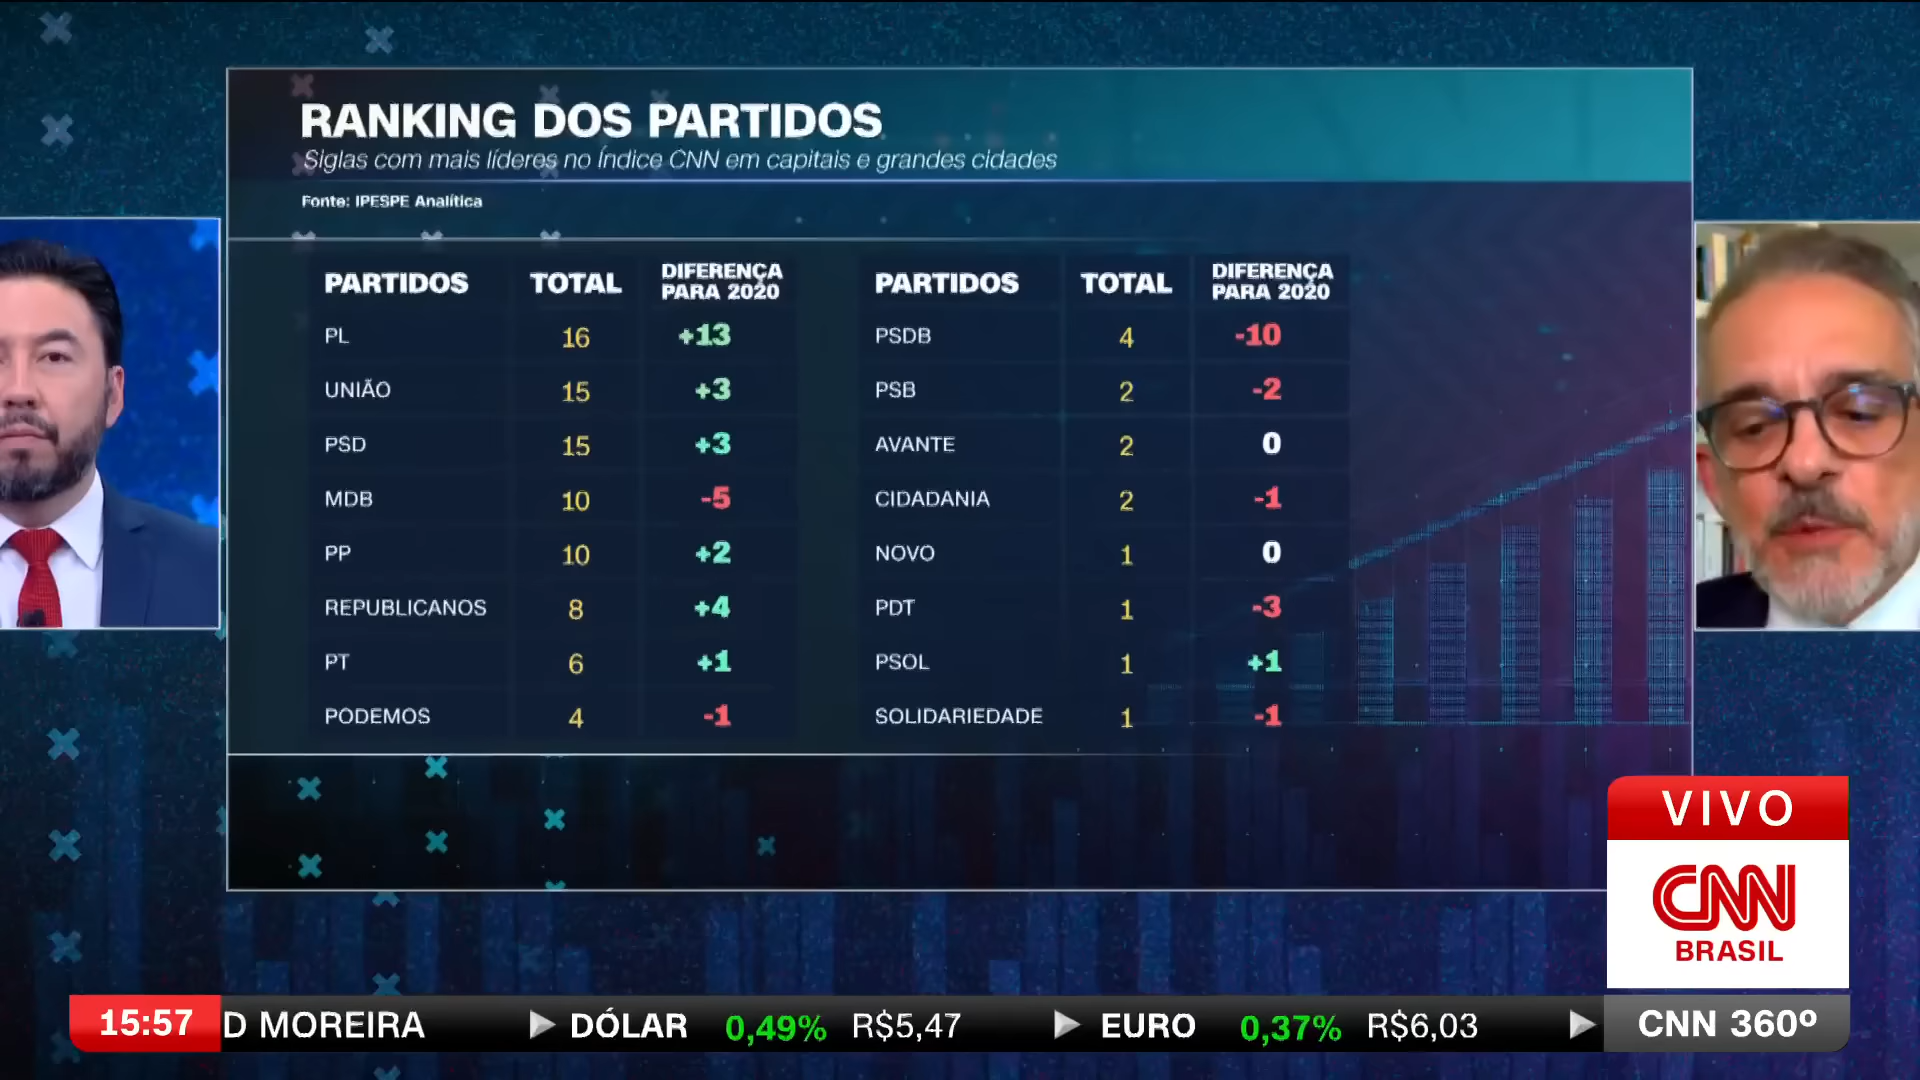 RANKING DOS PARTIDOS
Siglas com mais líderes no Índice CNN em capitais e grandes cidades
Fonte: IPESPE Analítica
PARTIDOS TOTAL DIFERENÇA PARA 2020
PL 16 +13
UNIÃO 15 +3
PSD 15 +3
MDB 10 -5
PP 10 +2
REPUBLICANOS 8 +4
PT 6 +1
PODEMOS 4 -1
PARTIDOS TOTAL DIFERENÇA PARA 2020
PSDB 4 -10
PSB 2 -2
AVANTE 2 0
CIDADANIA 2 -1
NOVO 1 0
PDT 1 -3
PSOL 1 +1
SOLIDARIEDADE 1 -1
VIVO
CNN
BRASIL
15:57 D MOREIRA DÓLAR 0,49% R$5,47 EURO 0,37% R$6,03 CNN 360º